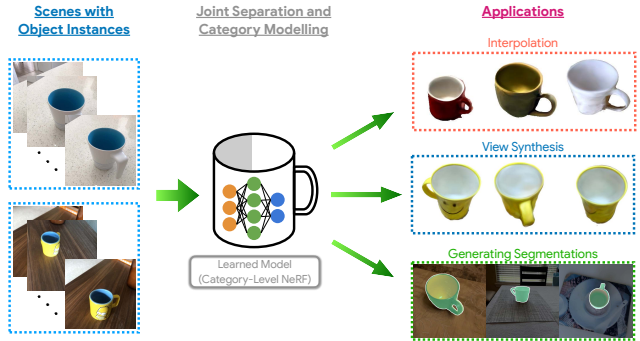 Scenes with
Object Instances
Joint Separation and
Category Modelling
Applications
Interpolation
View Synthesis
Learned Model
(Category-Level NeRF)
Generating Segmentations